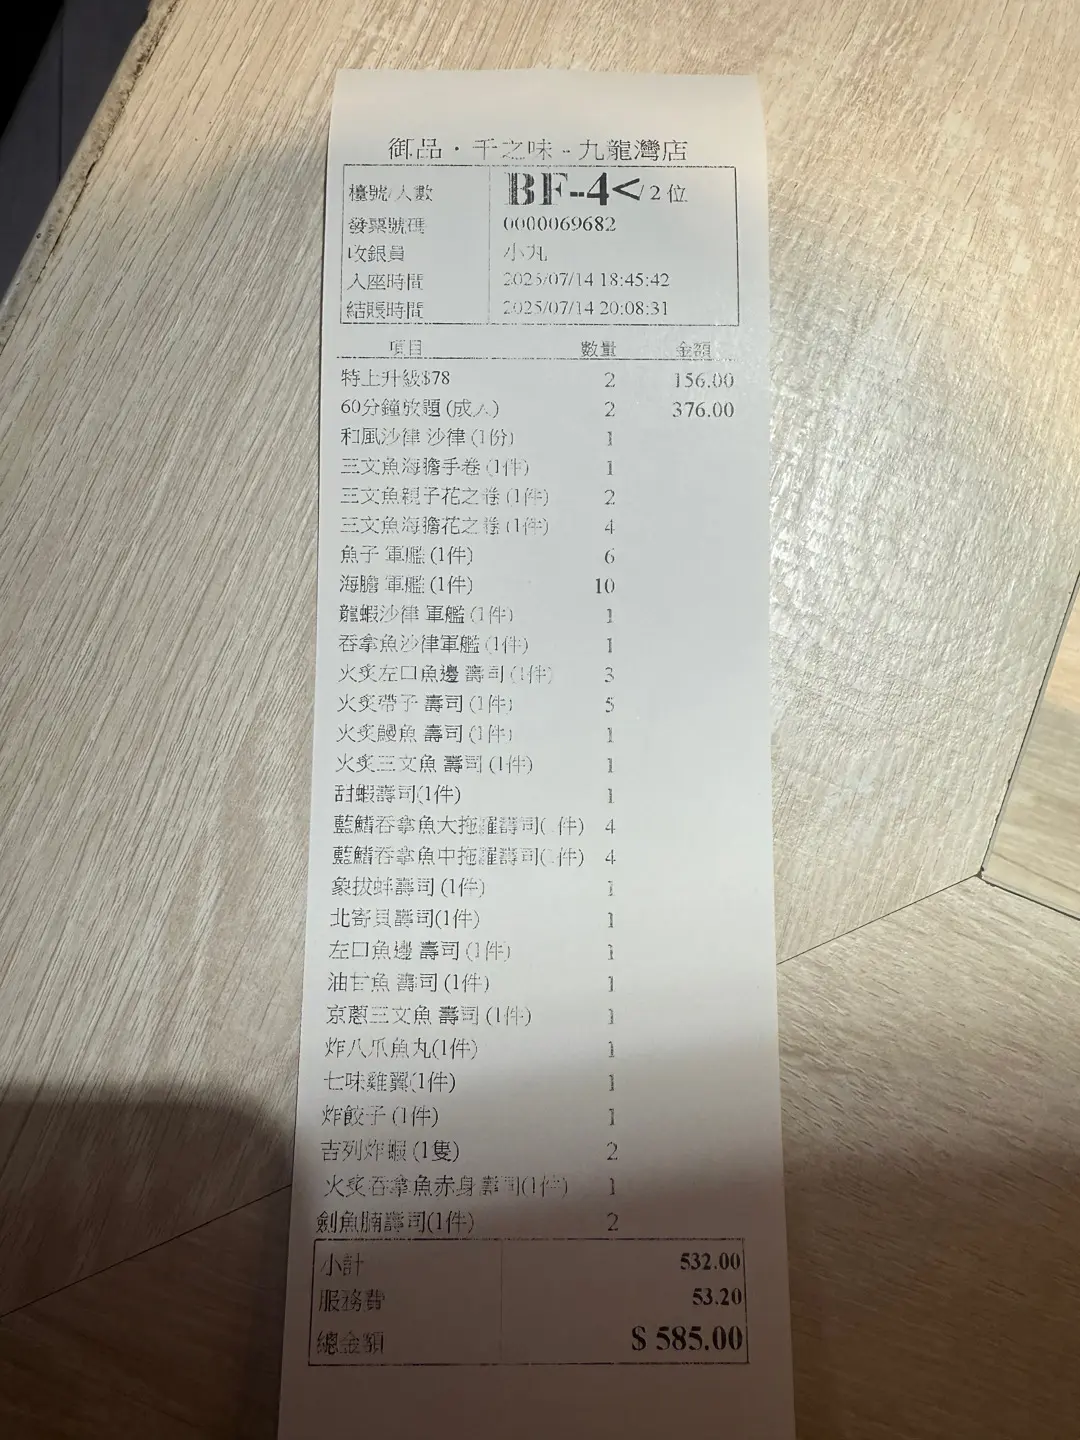 御品・千之味 - 九龍灣店
檯號/人數 BF-4</2 位
發票號碼 0000069682
收銀員 小丸
入座時間 2025/07/14 18:45:42
結賬時間 2025/07/14 20:08:31
項目 數量 金額
特上升級$78 2 156.00
60分鐘放題 (成人) 2 376.00
和風沙律 沙律 (1份) 1
三文魚海膽手卷 (1件) 1
三文魚親子花之卷 (1件) 2
三文魚海膽花之卷 (1件) 4
魚子 軍艦 (1件) 6
海膽 軍艦 (1件) 10
龍蝦沙律 軍艦 (1件) 1
吞拿魚沙律軍艦 (1件) 1
火炙左口魚邊 壽司 (1件) 3
火炙帶子 壽司 (1件) 5
火炙鰻魚 壽司 (1件) 1
火炙三文魚 壽司 (1件) 1
甜蝦壽司(1件) 1
藍鰭吞拿魚大拖羅壽司(1件) 4
藍鰭吞拿魚中拖羅壽司(1件) 4
象拔蚌壽司 (1件) 1
北寄貝壽司(1件) 1
左口魚邊 壽司 (1件) 1
油甘魚 壽司 (1件) 1
京蔥三文魚 壽司 (1件) 1
炸八爪魚丸(1件) 1
七味雞翼(1件) 1
炸餃子 (1件) 1
吉列炸蝦 (1隻) 2
火炙吞拿魚赤身 壽司(1件) 1
劍魚腩壽司(1件) 2
小計 532.00
服務費 53.20
總金額 $ 585.00